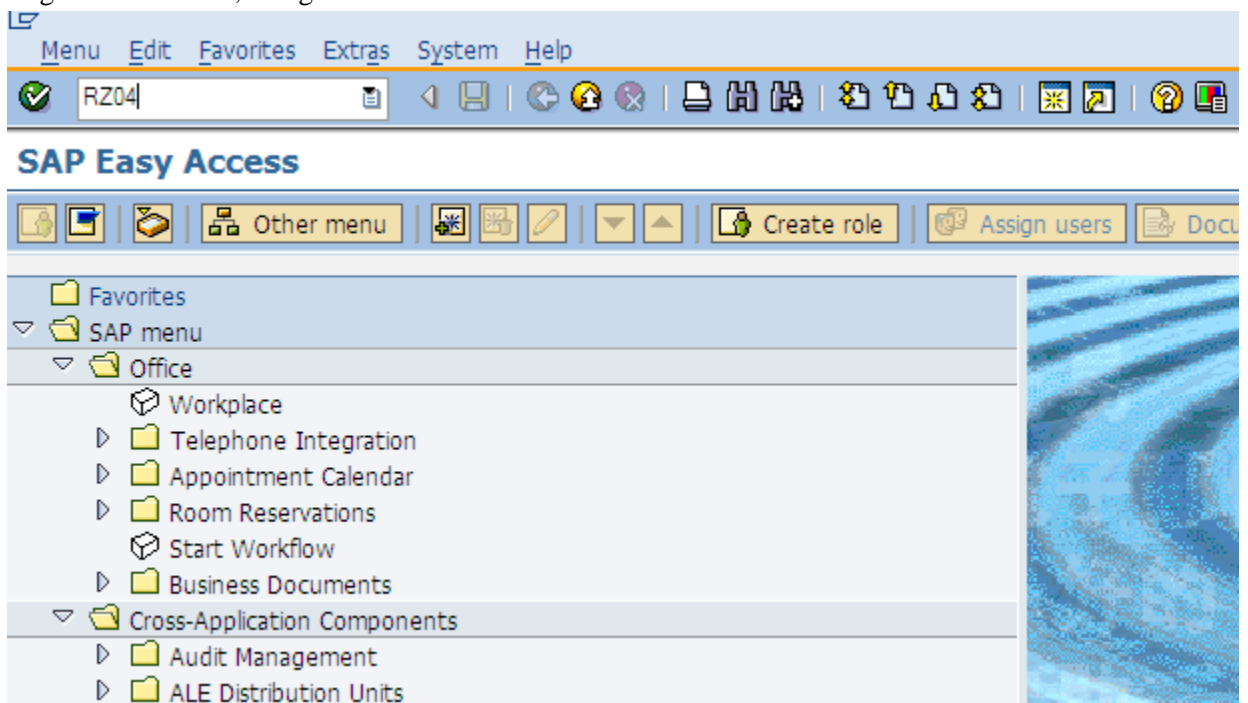 Menu Edit Favorites Extras System Help
RZ04
SAP Easy Access
Other menu Create role Assign users Docu
Favorites
SAP menu
Office
Workplace
Telephone Integration
Appointment Calendar
Room Reservations
Start Workflow
Business Documents
Cross-Application Components
Audit Management
ALE Distribution Units